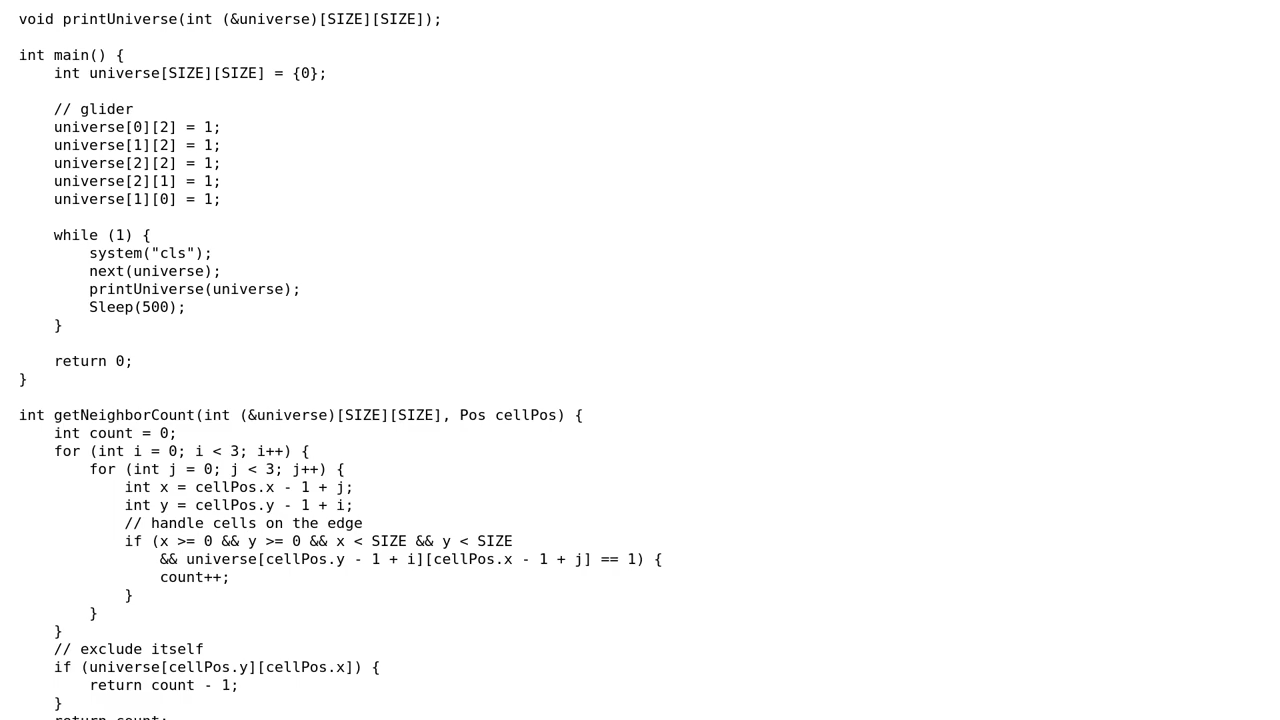 void printUniverse(int (&universe)[SIZE][SIZE]);

int main() {
    int universe[SIZE][SIZE] = {0};

    // glider
    universe[0][2] = 1;
    universe[1][2] = 1;
    universe[2][2] = 1;
    universe[2][1] = 1;
    universe[1][0] = 1;

    while (1) {
        system("cls");
        next(universe);
        printUniverse(universe);
        Sleep(500);
    }

    return 0;
}

int getNeighborCount(int (&universe)[SIZE][SIZE], Pos cellPos) {
    int count = 0;
    for (int i = 0; i < 3; i++) {
        for (int j = 0; j < 3; j++) {
            int x = cellPos.x - 1 + j;
            int y = cellPos.y - 1 + i;
            // handle cells on the edge
            if (x >= 0 && y >= 0 && x < SIZE && y < SIZE
                && universe[cellPos.y - 1 + i][cellPos.x - 1 + j] == 1) {
                count++;
            }
        }
    }
    // exclude itself
    if (universe[cellPos.y][cellPos.x]) {
        return count - 1;
    }
    return count;